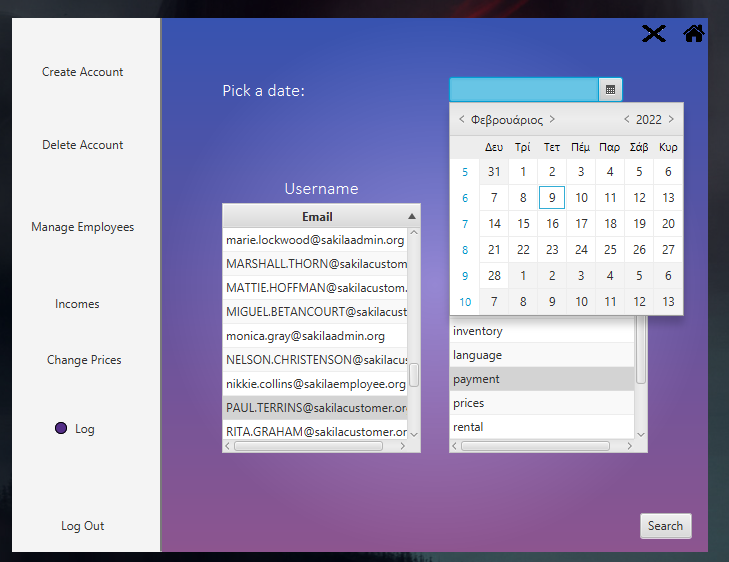 Create Account
Delete Account
Manage Employees
Incomes
Change Prices
Log
Log Out
Pick a date:
Φεβρουάριος 2022
Δευ Τρί Τετ Πέμ Παρ Σάβ Κυρ
5 31 1 2 3 4 5 6
6 7 8 9 10 11 12 13
7 14 15 16 17 18 19 20
8 21 22 23 24 25 26 27
9 28 1 2 3 4 5 6
10 7 8 9 10 11 12 13
Username
Email
marie.lockwood@sakilaadmin.org
MARSHALL.THORN@sakilacustom
MATTIE.HOFFMAN@sakilacustom.
MIGUEL.BETANCOURT@sakilacust
monica.gray@sakilaadmin.org
NELSON.CHRISTENSON@sakilacus
nikkie.collins@sakilaemployee.org
PAUL.TERRINS@sakilacustomer.org
RITA.GRAHAM@sakilacustomer.or
inventory
language
payment
prices
rental
Search